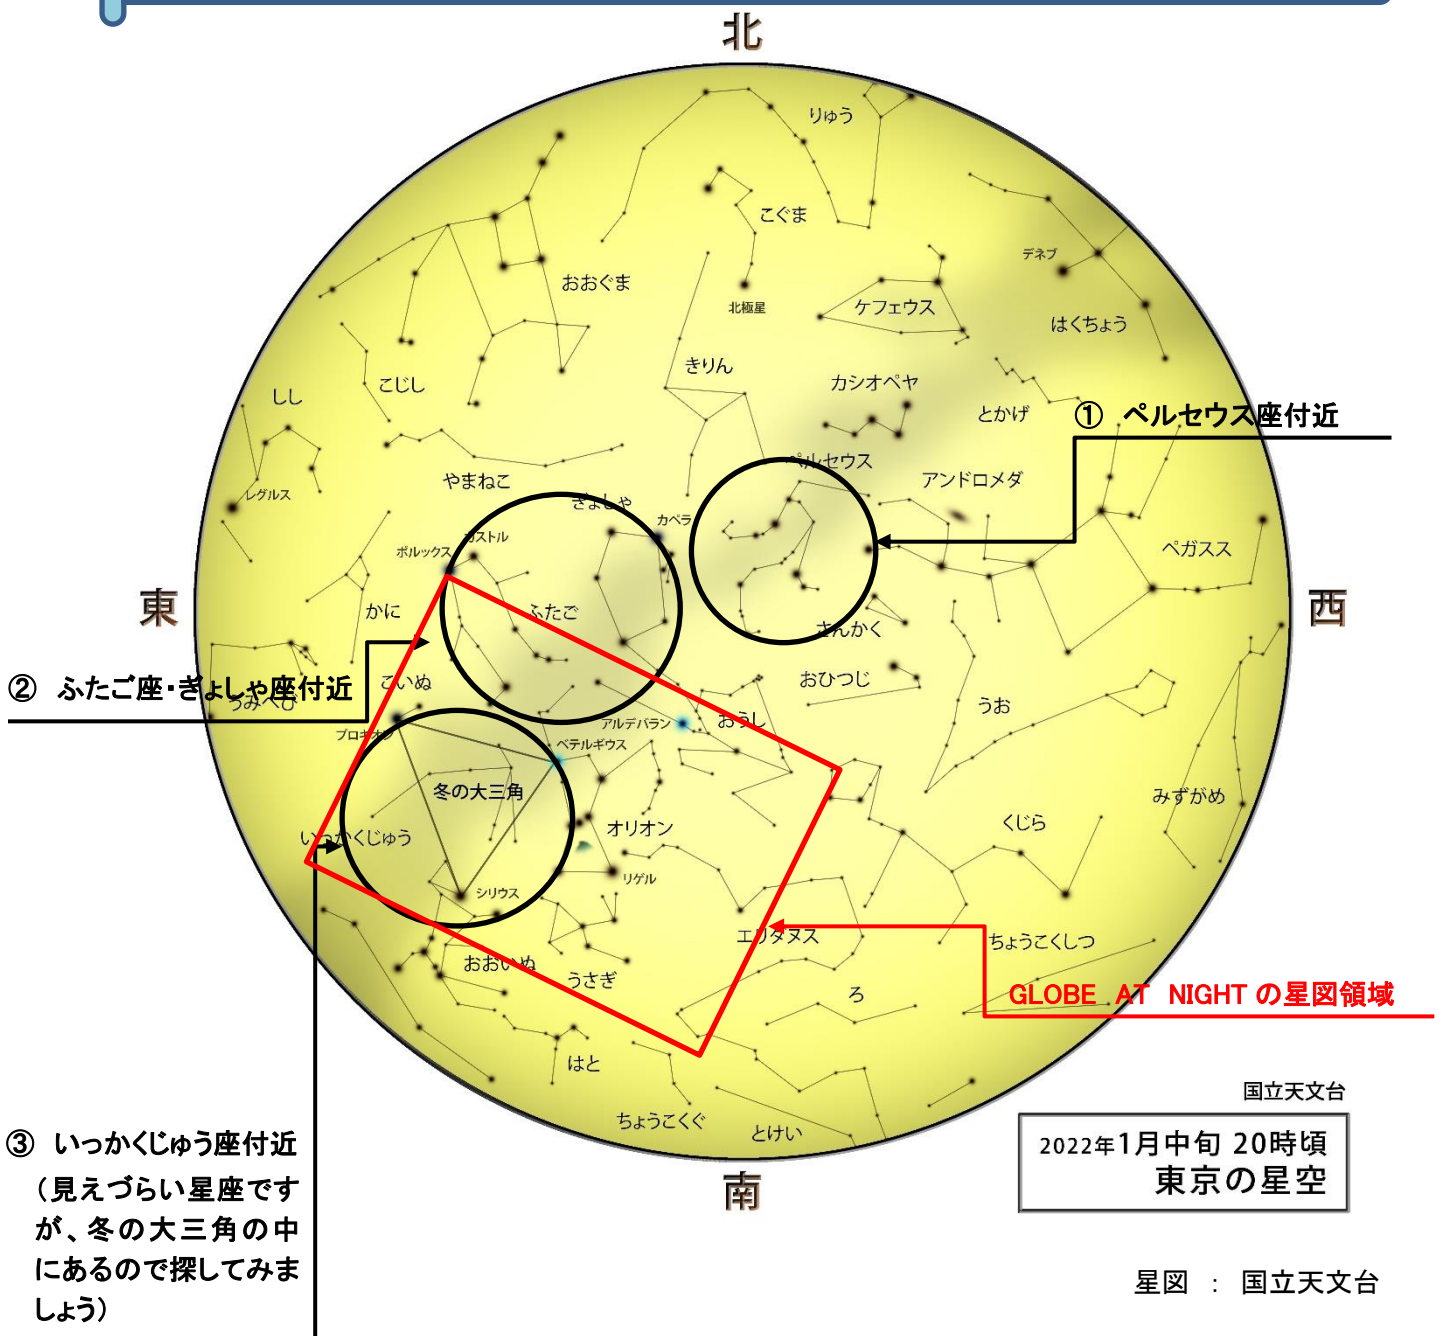 北
りゅう
こぐま
デネブ
おおぐま
北極星
ケフェウス
はくちょう
きりん
カシオペヤ
こじし
しし
とかげ
① ペルセウス座付近
ペルセウス
アンドロメダ
やまねこ
レグルス
ぎょしゃ
カペラ
カストル
ポルックス
ペガスス
東
西
かに
ふたご
さんかく
② ふたご座・ぎょしゃ座付近
こいぬ
おひつじ
うみへび
うお
アルデバラン
おうし
プロキオン
ベテルギウス
冬の大三角
みずがめ
くじら
オリオン
いっかくじゅう
リゲル
シリウス
エリダヌス
ちょうこくしつ
おおいぬ
うさぎ
ろ
GLOBE AT NIGHT の星図領域
はと
国立天文台
ちょうこくぐ
とけい
③ いっかくじゅう座付近
(見えづらい星座です
が、冬の大三角の中
にあるので探してみま
しょう)
2022年1月中旬 20時頃
東京の星空
南
星図 : 国立天文台